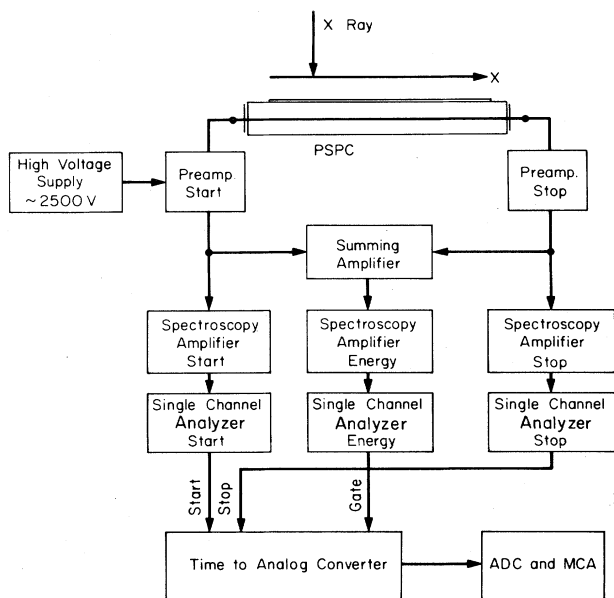 X Ray
X
PSPC
High Voltage
Supply
~2500 V
Preamp.
Start
Preamp.
Stop
Summing
Amplifier
Spectroscopy
Amplifier
Start
Spectroscopy
Amplifier
Energy
Spectroscopy
Amplifier
Stop
Single Channel
Analyzer
Start
Single Channel
Analyzer
Energy
Single Channel
Analyzer
Stop
Start
Stop
Gate
Time to Analog Converter
ADC and MCA